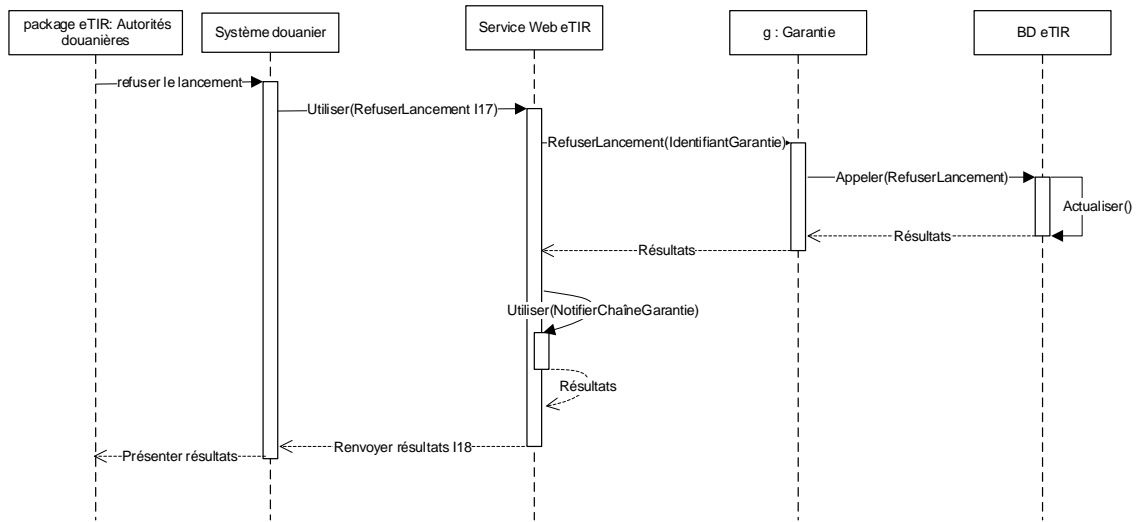 package eTIR: Autorités
douanières
Système douanier
Service Web eTIR
g : Garantie
BD eTIR
refuser le lancement
Utiliser(RefuserLancement I17)
RefuserLancement(IdentifiantGarantie)
Appeler(RefuserLancement)
Actualiser()
Résultats
Résultats
Utiliser(NotifierChaîneGarantie)
Résultats
Renvoyer résultats I18
Présenter résultats